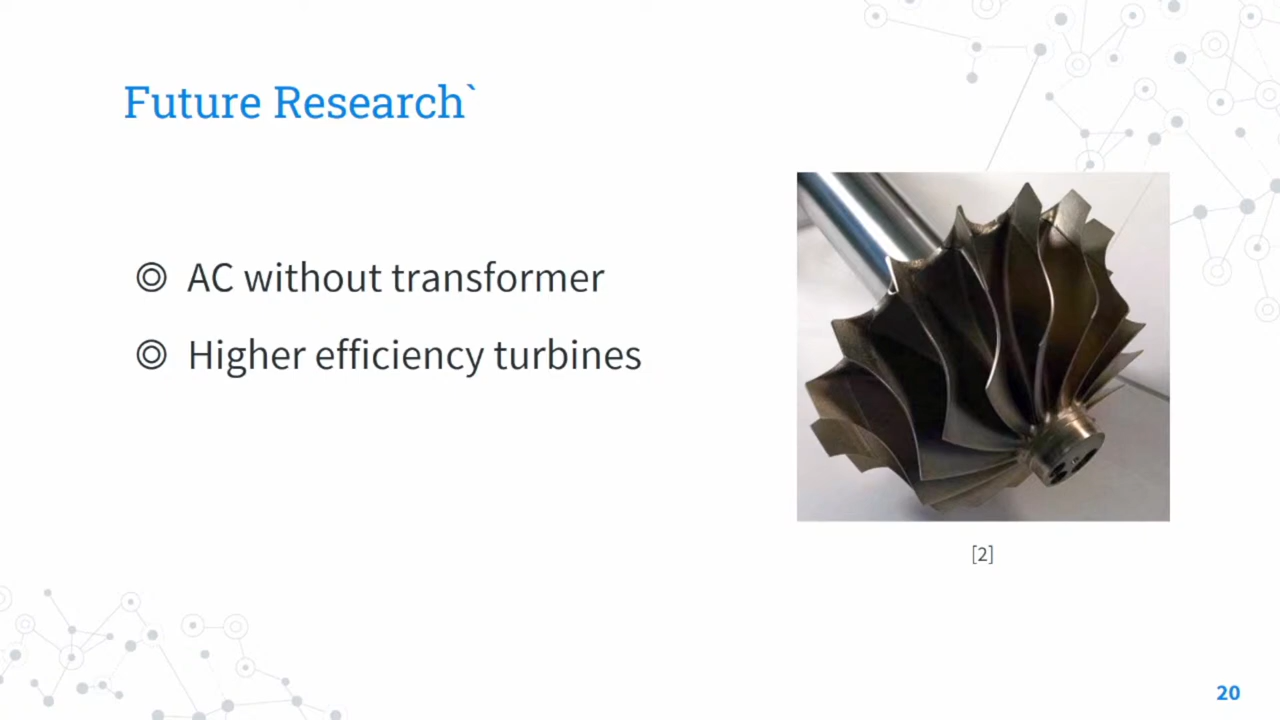 Future Research`
AC without transformer
Higher efficiency turbines
[2]
20